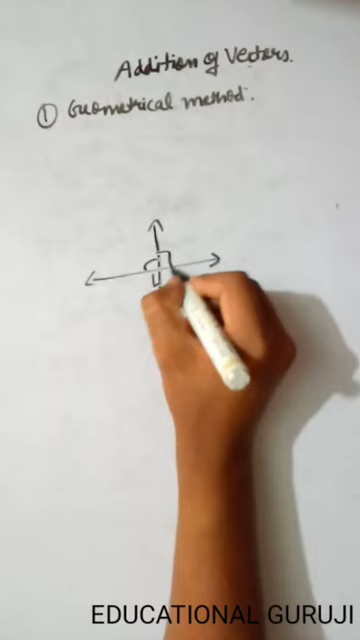 Addition of Vectors.
① Geometrical method.
EDUCATIONAL GURUJI